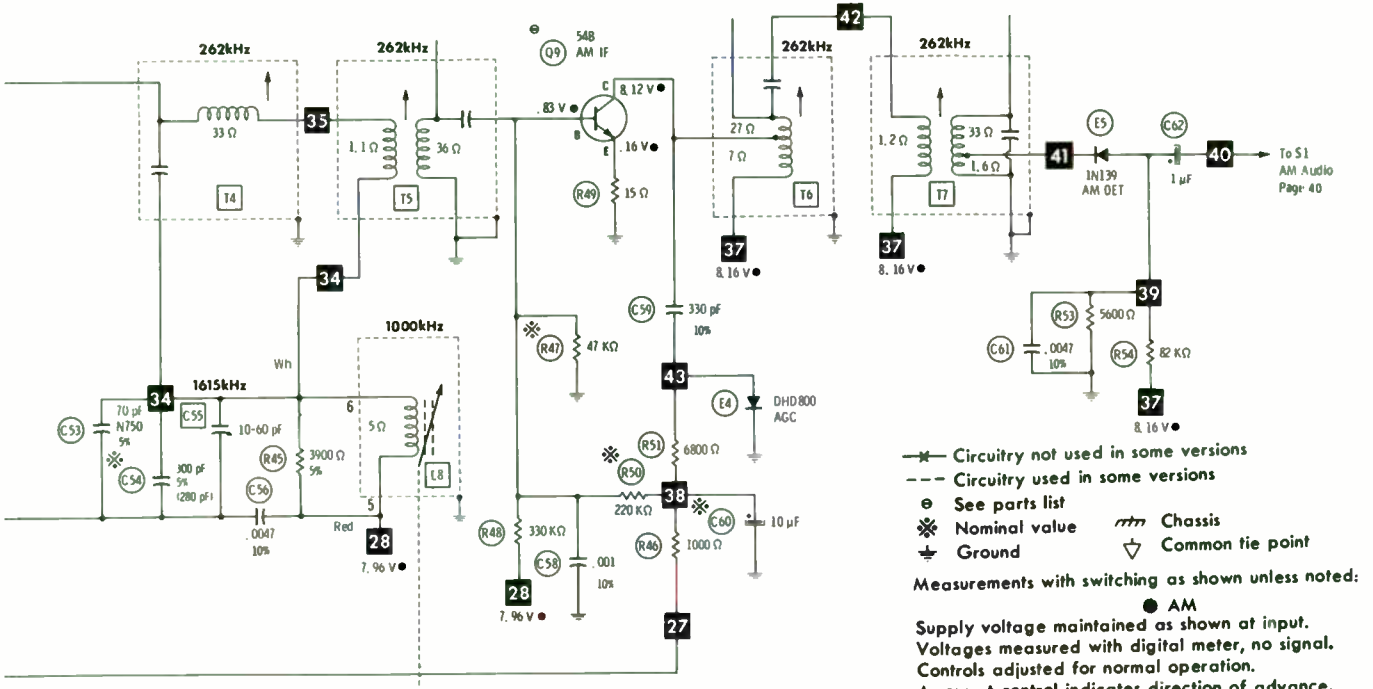 262kHz
33 Ω
T4
35
262kHz
1.1 Ω
36 Ω
T5
34
Q9
548
AM IF
.83 V ●
C
8.12 V ●
B
E
.16 V ●
R49
15 Ω
42
262kHz
27 Ω
7 Ω
T6
37
8.16 V ●
262kHz
1.2 Ω
33 Ω
1.6 Ω
T7
37
8.16 V ●
41
E5
1N139
AM DET
C62
1 µF
40
To S1
AM Audio
Page 40
39
R53
5600 Ω
C61
.0047
10%
R54
82 KΩ
37
8.16 V ●
C59
330 pF
10%
43
E4
DHD800
AGC
※
R47
47 KΩ
R51
6800 Ω
※
R50
220 KΩ
38
※
C60
10 µF
R46
1000 Ω
27
R48
330 KΩ
C58
.001
10%
28
7.96 V ●
1000kHz
6
5 Ω
L8
5
Wh
Red
28
7.96 V ●
34
1615kHz
C53
70 pF
N750
5%
※
C54
300 pF
5%
(280 pF)
C55
10-60 pF
R45
3900 Ω
5%
C56
.0047
10%
Circuitry not used in some versions
Circuitry used in some versions
⊖ See parts list
※ Nominal value
Chassis
Ground
Common tie point
Measurements with switching as shown unless noted:
● AM
Supply voltage maintained as shown at input.
Voltages measured with digital meter, no signal.
Controls adjusted for normal operation.
control indicates direction of advance.